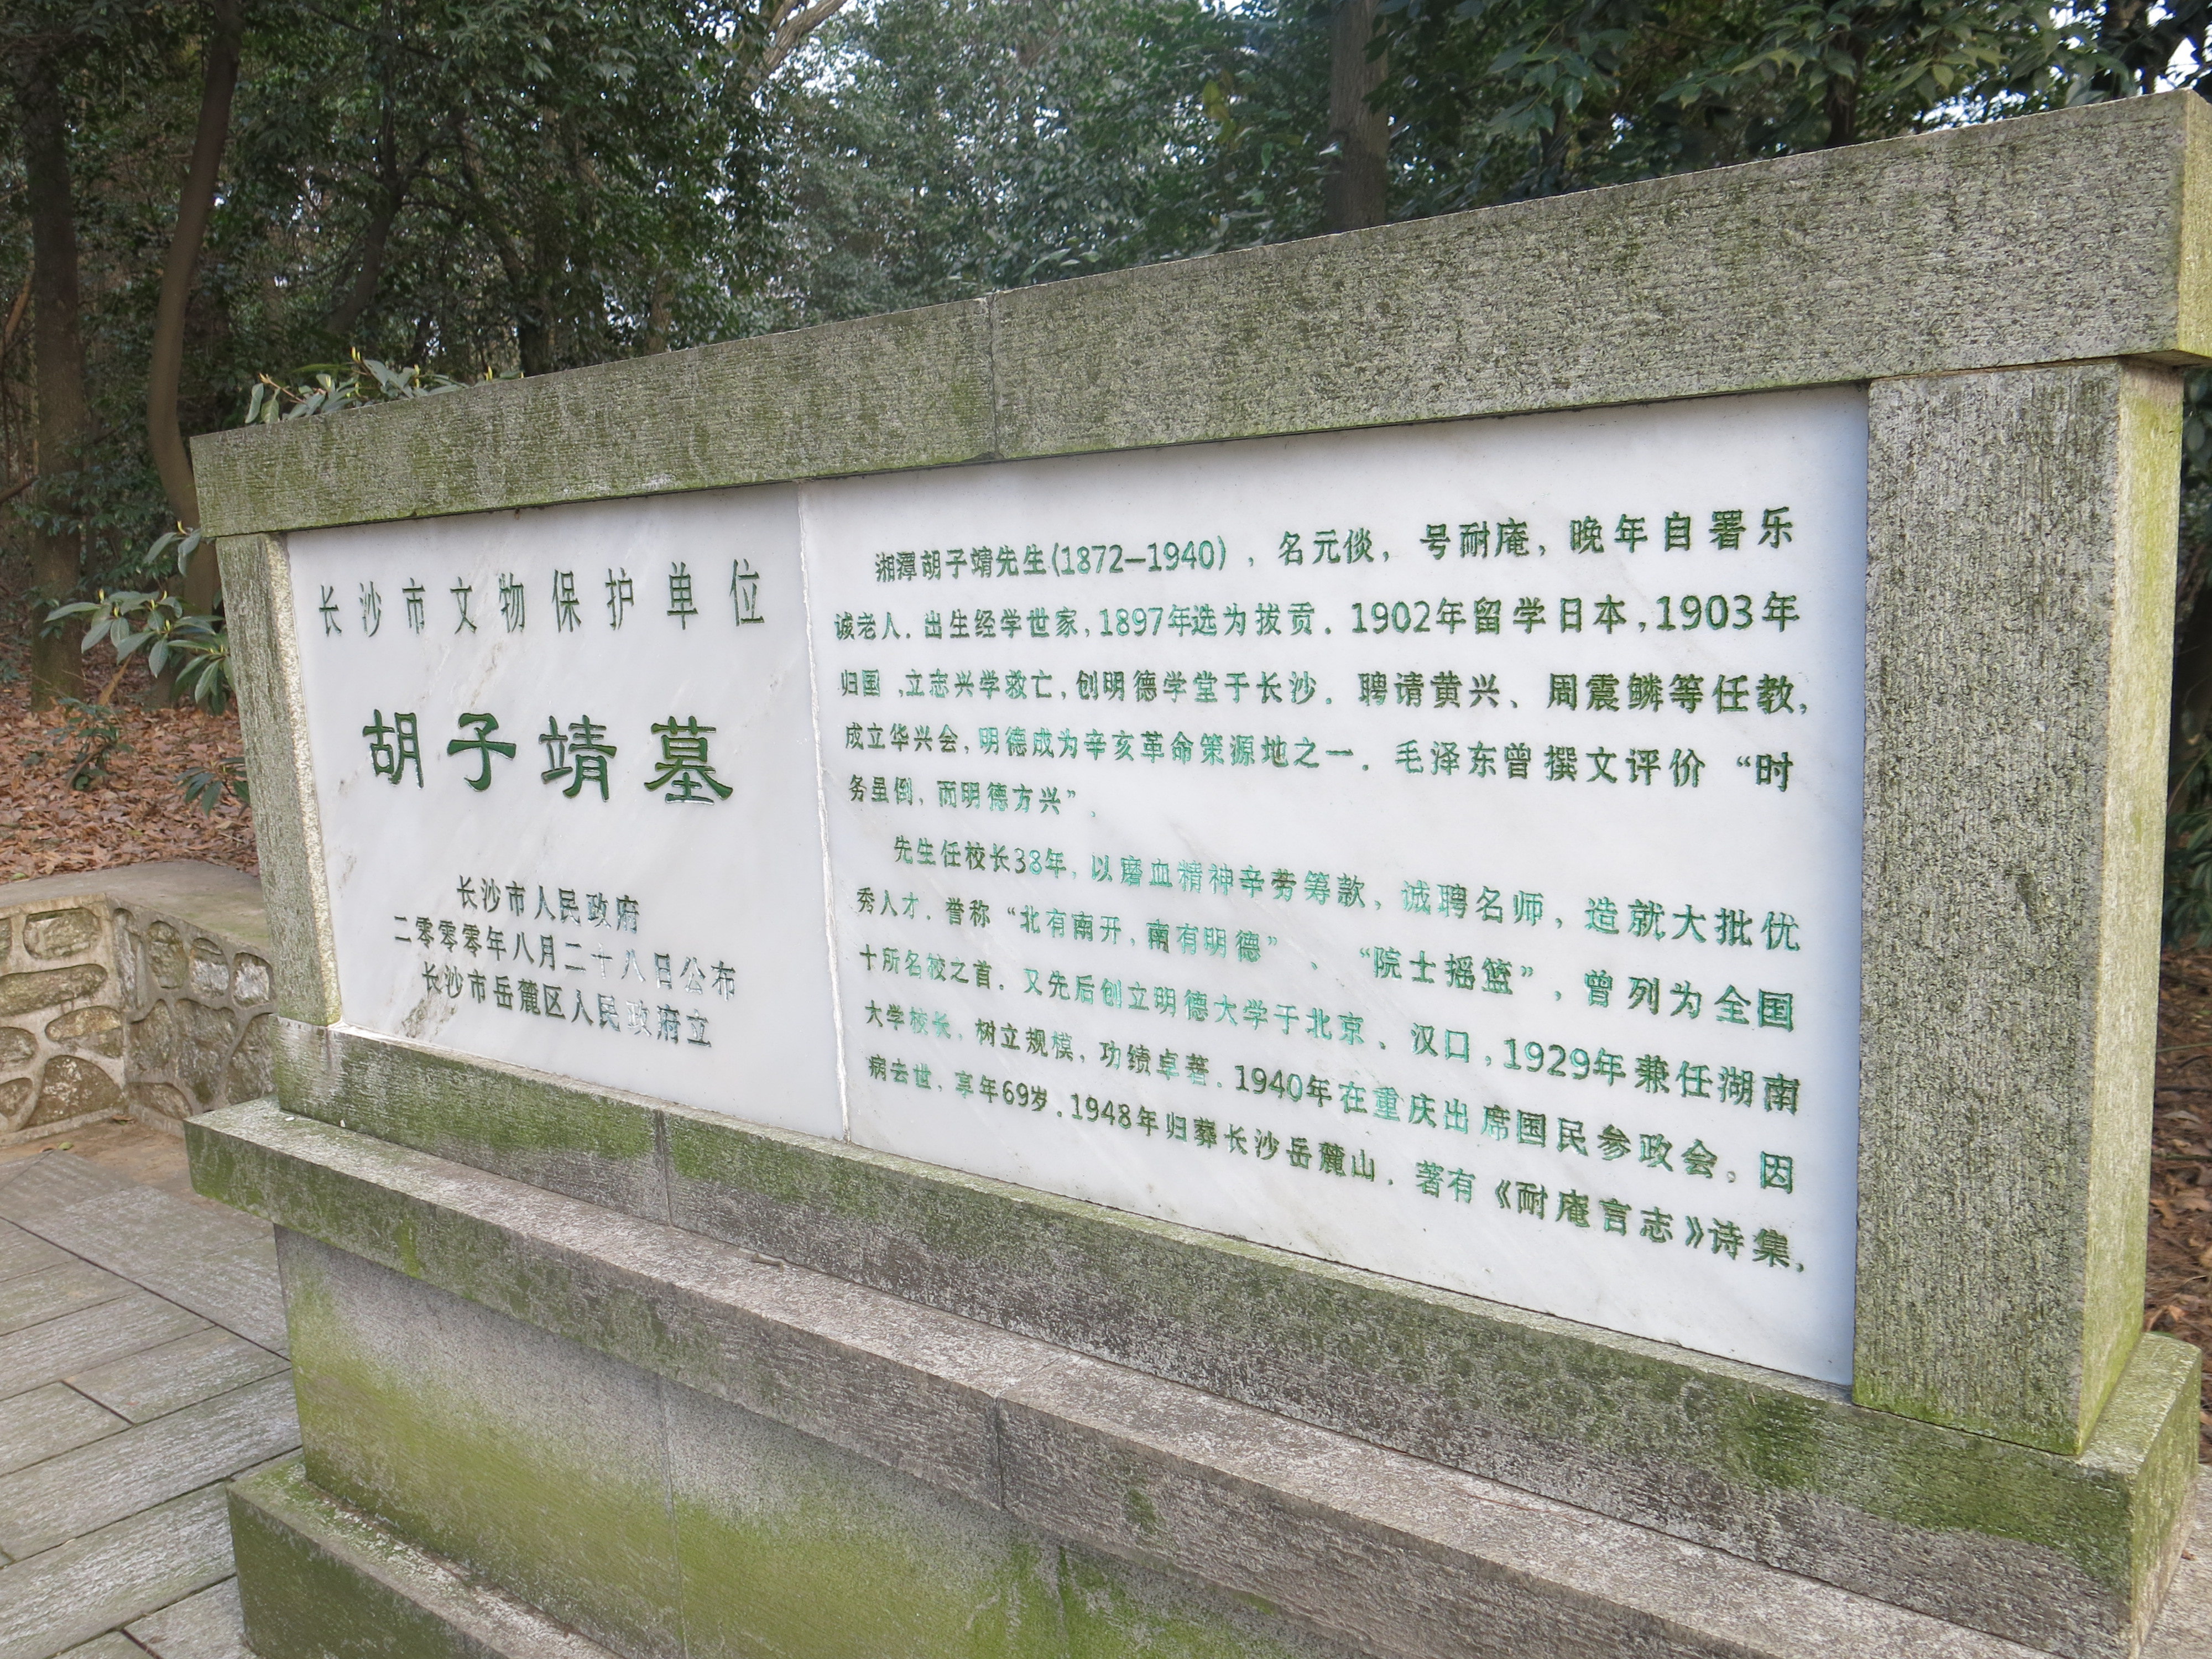 长沙市文物保护单位
胡子靖墓
长沙市人民政府
二零零零年八月二十八日公布
长沙市岳麓区人民政府立
湘潭胡子靖先生(1872—1940)，名元倓，号耐庵，晚年自署乐
诚老人．出生经学世家，1897年选为拔贡．1902年留学日本，1903年
归国，立志兴学救亡，创明德学堂于长沙．聘请黄兴、周震鳞等任教，
成立华兴会，明德成为辛亥革命策源地之一．毛泽东曾撰文评价“时
务虽倒，而明德方兴”．
先生任校长38年，以磨血精神辛劳筹款，诚聘名师，造就大批优
秀人才．誉称“北有南开，南有明德”、“院士摇篮”，曾列为全国
十所名校之首．又先后创立明德大学于北京、汉口，1929年兼任湖南
大学校长，树立规模，功绩卓著．1940年在重庆出席国民参政会。因
病去世，享年69岁．1948年归葬长沙岳麓山．著有《耐庵言志》诗集．